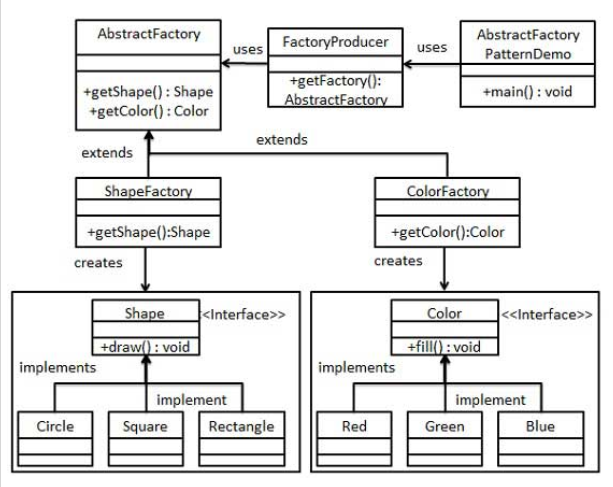 AbstractFactory
+getShape() : Shape
+getColor() : Color
uses
FactoryProducer
+getFactory():
AbstractFactory
uses
AbstractFactory
PatternDemo
+main() : void
extends
extends
ShapeFactory
+getShape():Shape
ColorFactory
+getColor():Color
creates
creates
Shape
<<Interface>>
+draw() : void
implements
implement
Circle
Square
Rectangle
Color
<<Interface>>
+fill() : void
implements
implement
Red
Green
Blue